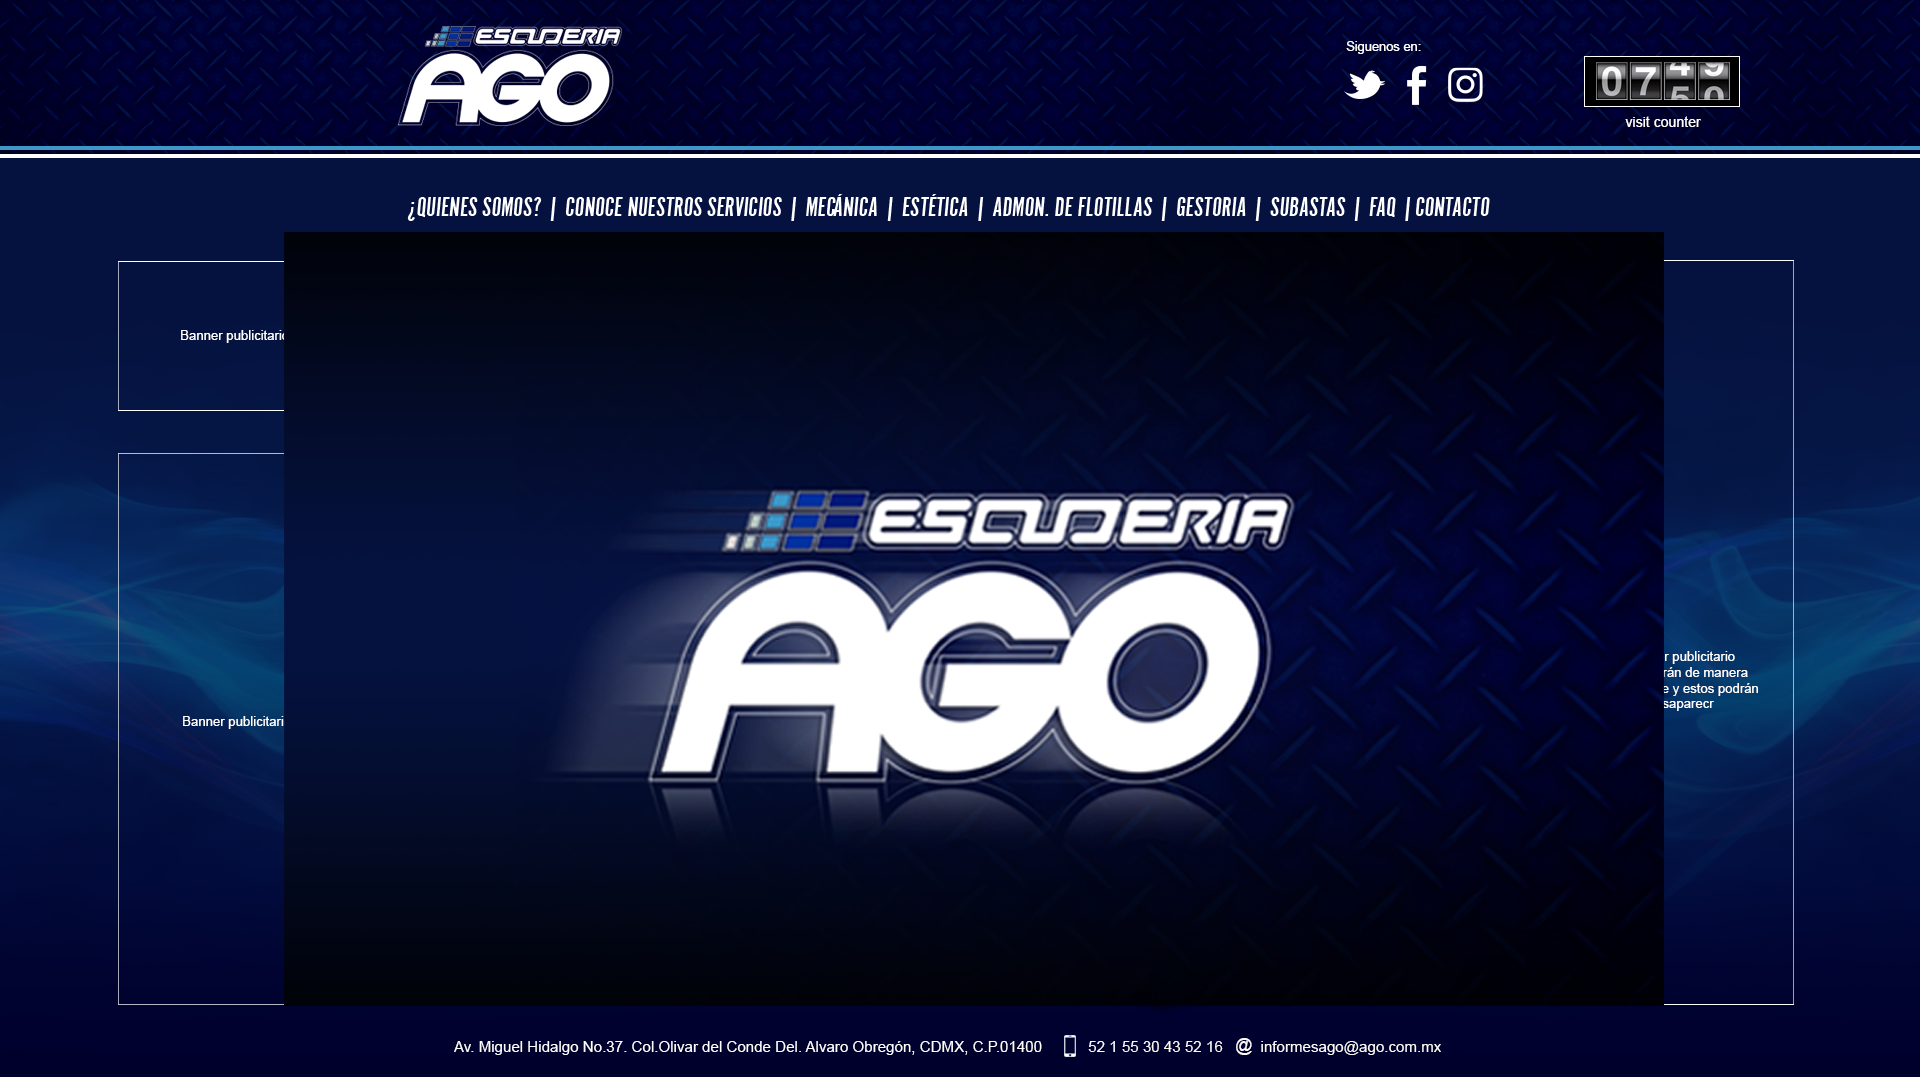 ESCUDERIA
AGO
Siguenos en:
07
visit counter
¿QUIENES SOMOS? | CONOCE NUESTROS SERVICIOS | MECÁNICA | ESTÉTICA | ADMON. DE FLOTILLAS | GESTORIA | SUBASTAS | FAQ | CONTACTO
Banner publicitario
ESCUDERIA
AGO
Banner publicitari
r publicitario
rán de manera
e y estos podrán
saparecr
Av. Miguel Hidalgo No.37. Col.Olivar del Conde Del. Alvaro Obregón, CDMX, C.P.01400 52 1 55 30 43 52 16 @ informesago@ago.com.mx